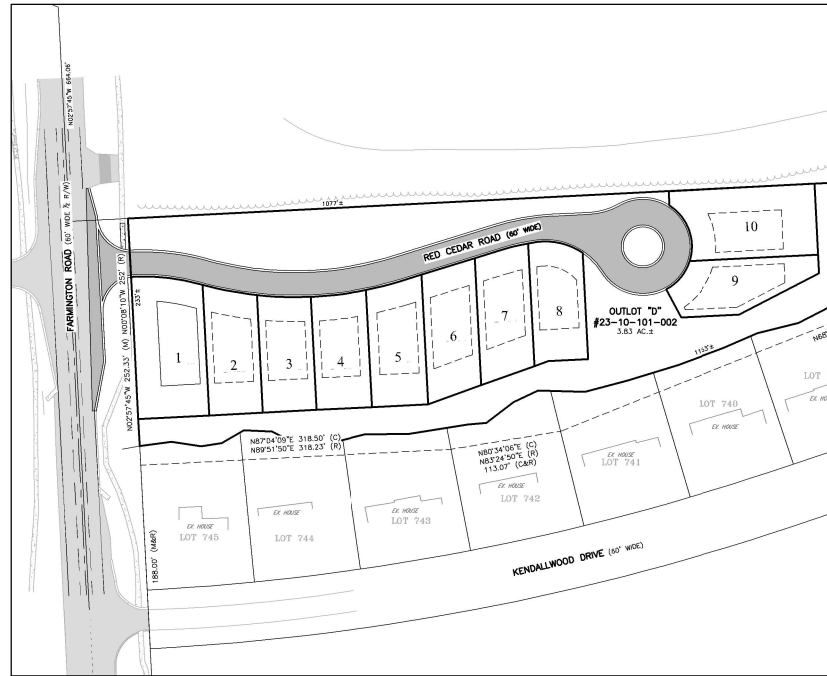 N02°57'45"W 664.06'
FARMINGTON ROAD (60' WIDE ½ R/W)
N02°57'45"W 252.33' (M) N00°08'10"W 252' (R)
233'±
1077'±
RED CEDAR ROAD (60' WIDE)
10
9
1
2
3
4
5
6
7
8
OUTLOT "D"
#23-10-101-002
3.83 AC.±
1153'±
N87°04'09"E 318.50' (C)
N89°51'50"E 318.23' (R)
N80°34'06"E (C)
N83°24'50"E (R)
113.07' (C&R)
188.00' (M&R)
EX. HOUSE
LOT 745
EX. HOUSE
LOT 744
EX. HOUSE
LOT 743
EX. HOUSE
LOT 742
EX. HOUSE
LOT 741
LOT 740
EX. HOUSE
LOT
KENDALLWOOD DRIVE (60' WIDE)